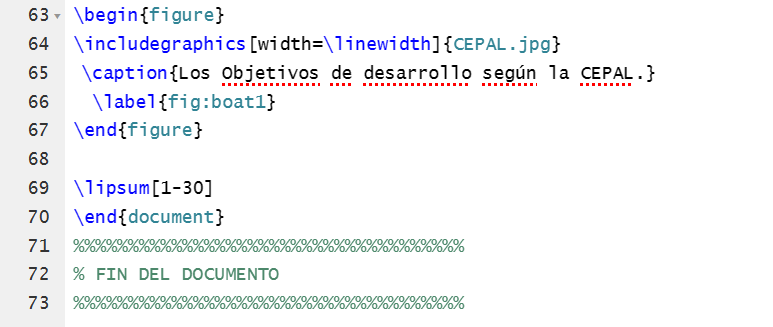 63 \begin{figure}
64 \includegraphics[width=\linewidth]{CEPAL.jpg}
65  \caption{Los Objetivos de desarrollo según la CEPAL.}
66   \label{fig:boat1}
67 \end{figure}
68
69 \lipsum[1-30]
70 \end{document}
71 %%%%%%%%%%%%%%%%%%%%%%%%%%%%%%%%%%%%
72 % FIN DEL DOCUMENTO
73 %%%%%%%%%%%%%%%%%%%%%%%%%%%%%%%%%%%%